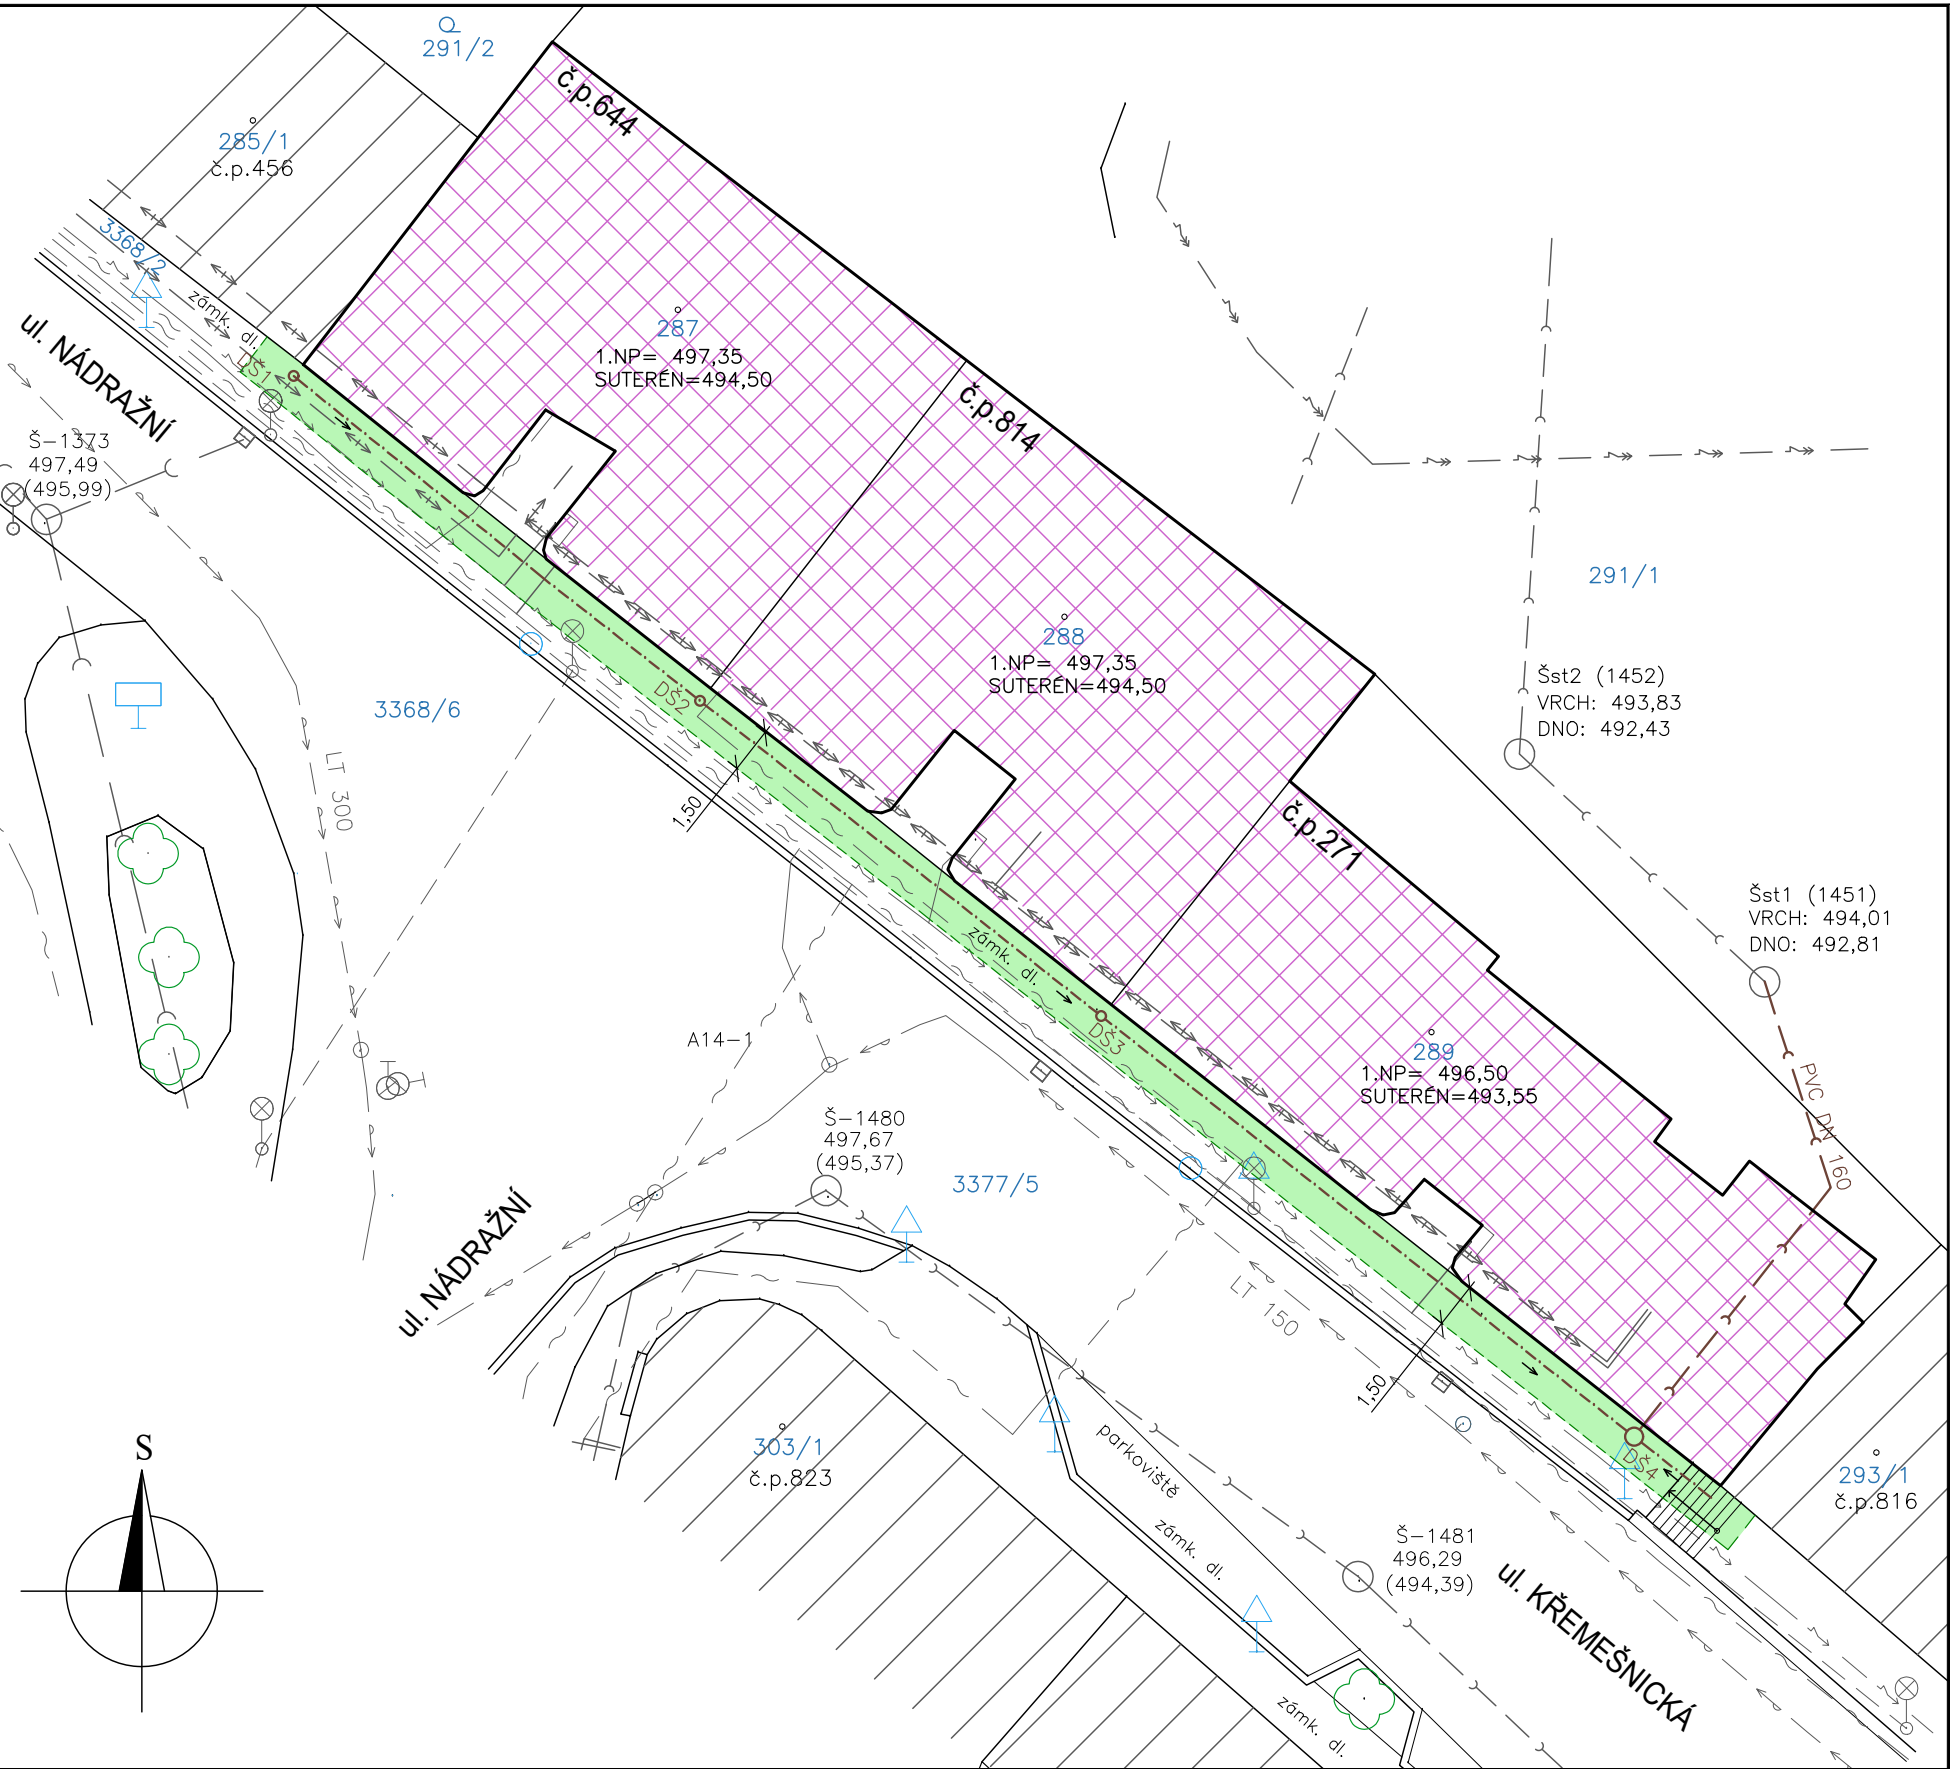 291/2
č.p.644
285/1
č.p.456
3368/2
zámk. dl.
ul. NÁDRAŽNÍ
DŠ1
287
1.NP= 497,35
SUTERÉN=494,50
č.p.814
Š-1373
497,49
(495,99)
291/1
288
1.NP= 497,35
SUTERÉN=494,50
Šst2 (1452)
VRCH: 493,83
DNO: 492,43
DŠ2
3368/6
LT 300
1,50
č.p.271
Šst1 (1451)
VRCH: 494,01
DNO: 492,81
zámk. dl.
DŠ3
A14-1
289
1.NP= 496,50
SUTERÉN=493,55
PVC DN 160
Š-1480
497,67
(495,37)
3377/5
ul. NÁDRAŽNÍ
LT 150
1,50
303/1
č.p.823
parkoviště
S
DŠ4
293/1
č.p.816
zámk. dl.
Š-1481
496,29
(494,39)
ul. KŘEMEŠNICKÁ
zámk. dl.